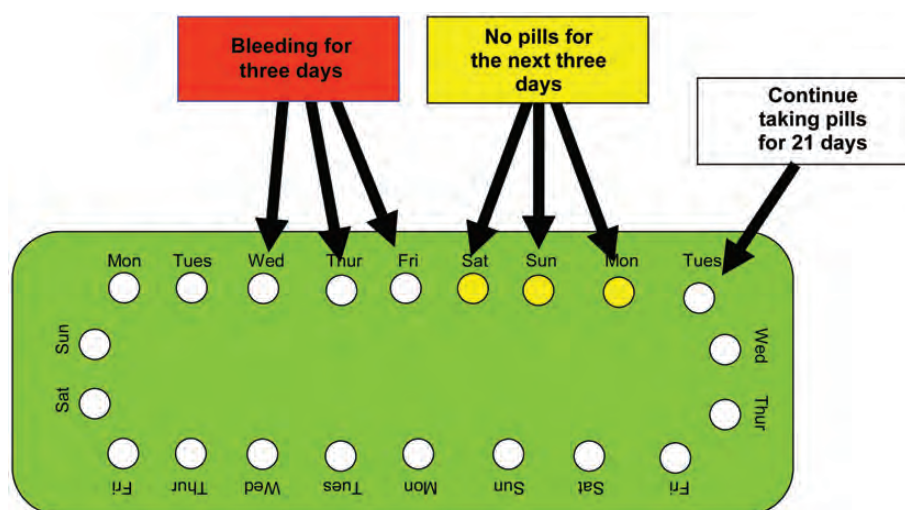 Bleeding for
three days
No pills for
the next three
days
Continue
taking pills
for 21 days
Mon Tues Wed Thur Fri Sat Sun Mon Tues
Wed
Thur
Fri
Sat
Sun
Mon
Tues
Wed
Thur
Fri
Sat
Sun